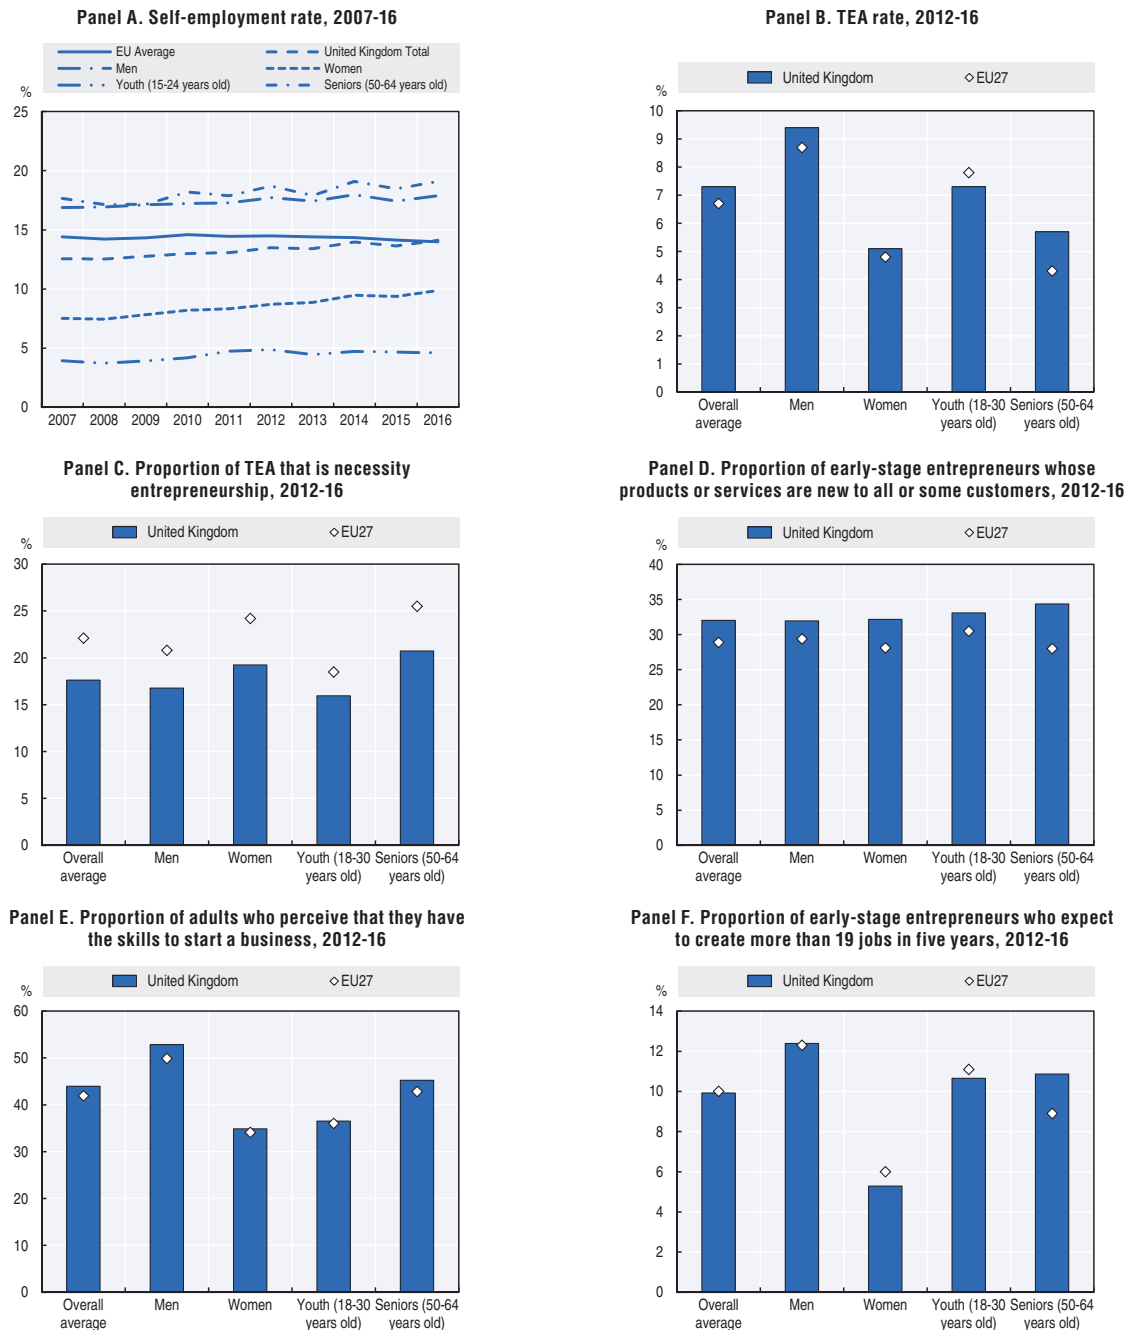 Panel A. Self-employment rate, 2007-16
EU Average
United Kingdom Total
Men
Women
Youth (15-24 years old)
Seniors (50-64 years old)
%
25
20
15
10
5
0
2007 2008 2009 2010 2011 2012 2013 2014 2015 2016
Panel B. TEA rate, 2012-16
United Kingdom
EU27
%
10
9
8
7
6
5
4
3
2
1
0
Overall average
Men
Women
Youth (18-30 years old)
Seniors (50-64 years old)
Panel C. Proportion of TEA that is necessity
entrepreneurship, 2012-16
United Kingdom
EU27
%
30
25
20
15
10
5
0
Overall average
Men
Women
Youth (18-30 years old)
Seniors (50-64 years old)
Panel D. Proportion of early-stage entrepreneurs whose
products or services are new to all or some customers, 2012-16
United Kingdom
EU27
%
40
35
30
25
20
15
10
5
0
Overall average
Men
Women
Youth (18-30 years old)
Seniors (50-64 years old)
Panel E. Proportion of adults who perceive that they have
the skills to start a business, 2012-16
United Kingdom
EU27
%
60
50
40
30
20
10
0
Overall average
Men
Women
Youth (18-30 years old)
Seniors (50-64 years old)
Panel F. Proportion of early-stage entrepreneurs who expect
to create more than 19 jobs in five years, 2012-16
United Kingdom
EU27
%
14
12
10
8
6
4
2
0
Overall average
Men
Women
Youth (18-30 years old)
Seniors (50-64 years old)